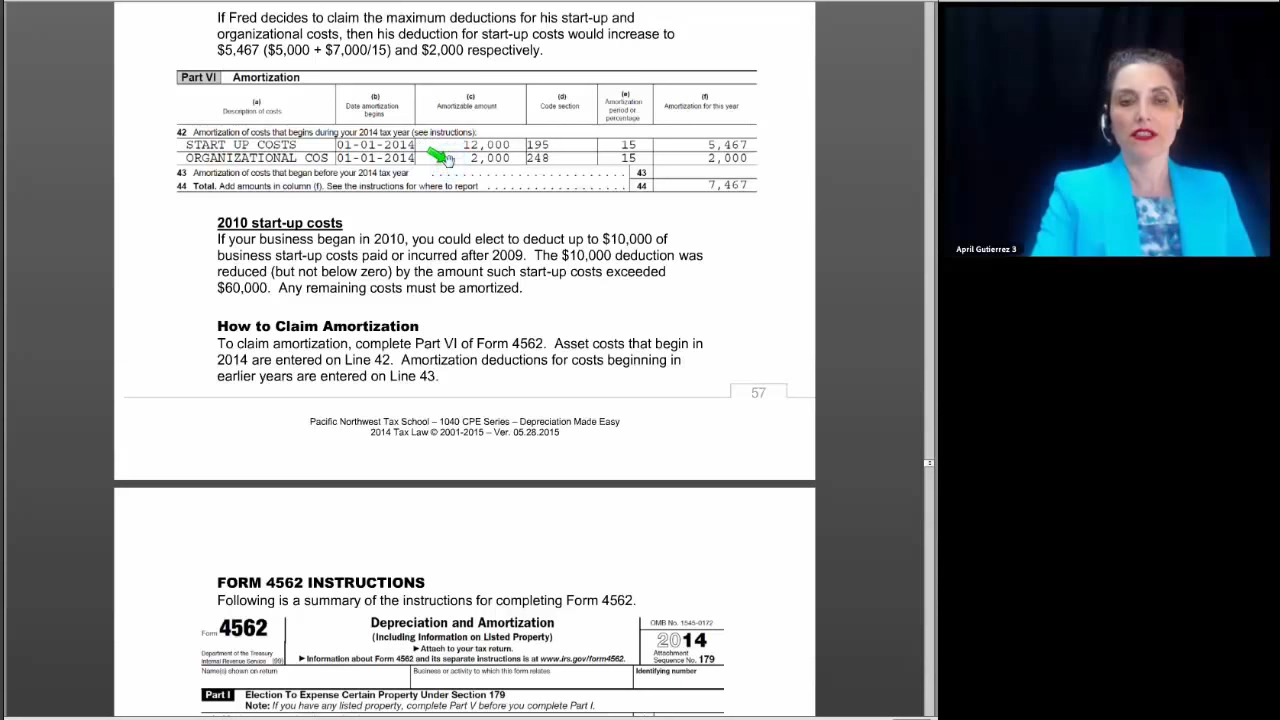 If Fred decides to claim the maximum deductions for his start-up and
organizational costs, then his deduction for start-up costs would increase to
$5,467 ($5,000 + $7,000/15) and $2,000 respectively.
Part VI Amortization
(a) Description of costs
(b) Date amortization begins
(c) Amortizable amount
(d) Code section
(e) Amortization period or percentage
(f) Amortization for this year
42 Amortization of costs that begins during your 2014 tax year (see instructions):
START UP COSTS 01-01-2014 12,000 195 15 5,467
ORGANIZATIONAL COS 01-01-2014 2,000 248 15 2,000
43 Amortization of costs that began before your 2014 tax year 43
44 Total. Add amounts in column (f). See the instructions for where to report 44 7,467
2010 start-up costs
If your business began in 2010, you could elect to deduct up to $10,000 of
business start-up costs paid or incurred after 2009. The $10,000 deduction was
reduced (but not below zero) by the amount such start-up costs exceeded
$60,000. Any remaining costs must be amortized.
How to Claim Amortization
To claim amortization, complete Part VI of Form 4562. Asset costs that begin in
2014 are entered on Line 42. Amortization deductions for costs beginning in
earlier years are entered on Line 43.
57
Pacific Northwest Tax School – 1040 CPE Series – Depreciation Made Easy
2014 Tax Law © 2001-2015 – Ver. 05.28.2015
FORM 4562 INSTRUCTIONS
Following is a summary of the instructions for completing Form 4562.
Form 4562
Department of the Treasury
Internal Revenue Service (99)
Depreciation and Amortization
(Including Information on Listed Property)
▶ Attach to your tax return.
▶ Information about Form 4562 and its separate instructions is at www.irs.gov/form4562.
OMB No. 1545-0172
2014
Attachment
Sequence No. 179
Name(s) shown on return Business or activity to which this form relates Identifying number
Part I Election To Expense Certain Property Under Section 179
Note: If you have any listed property, complete Part V before you complete Part I.
April Gutierrez 3